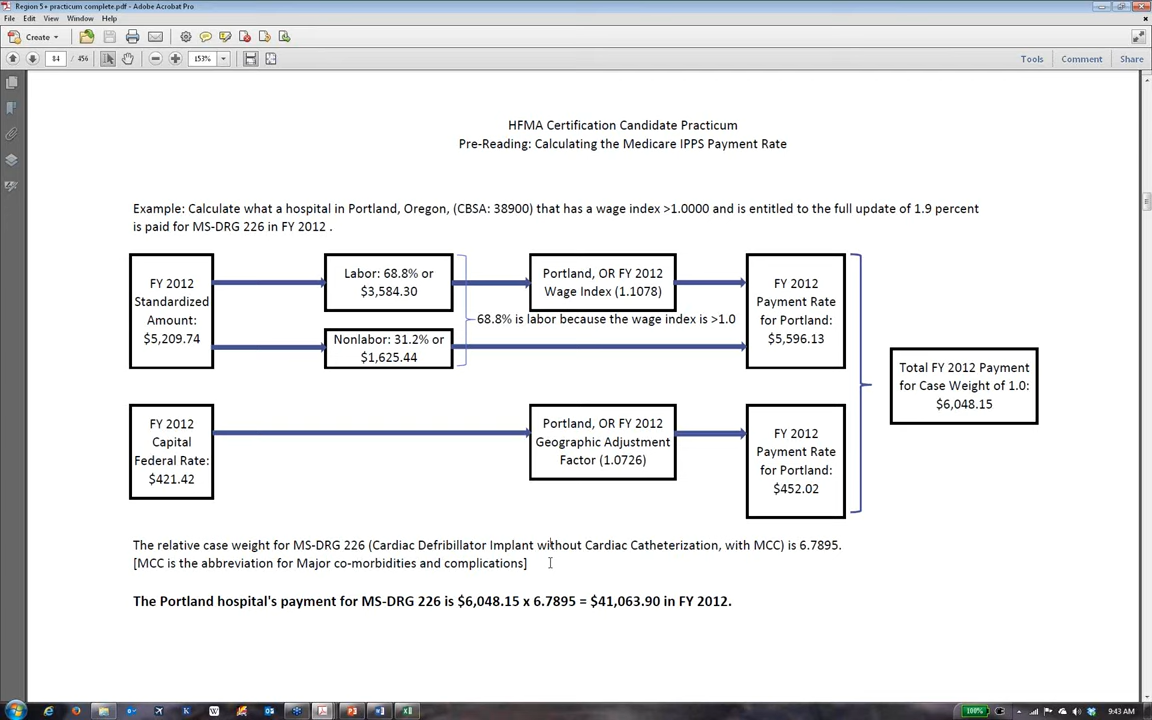 Region 5+ practicum complete.pdf - Adobe Acrobat Pro
File Edit View Window Help
Create
84 / 456
153%
Tools Comment Share
HFMA Certification Candidate Practicum
Pre-Reading: Calculating the Medicare IPPS Payment Rate
Example: Calculate what a hospital in Portland, Oregon, (CBSA: 38900) that has a wage index >1.0000 and is entitled to the full update of 1.9 percent
is paid for MS-DRG 226 in FY 2012 .
FY 2012
Standardized
Amount:
$5,209.74
Labor: 68.8% or
$3,584.30
Nonlabor: 31.2% or
$1,625.44
Portland, OR FY 2012
Wage Index (1.1078)
68.8% is labor because the wage index is >1.0
FY 2012
Payment Rate
for Portland:
$5,596.13
Total FY 2012 Payment
for Case Weight of 1.0:
$6,048.15
FY 2012
Capital
Federal Rate:
$421.42
Portland, OR FY 2012
Geographic Adjustment
Factor (1.0726)
FY 2012
Payment Rate
for Portland:
$452.02
The relative case weight for MS-DRG 226 (Cardiac Defribillator Implant without Cardiac Catheterization, with MCC) is 6.7895.
[MCC is the abbreviation for Major co-morbidities and complications]
The Portland hospital's payment for MS-DRG 226 is $6,048.15 x 6.7895 = $41,063.90 in FY 2012.
100%
9:43 AM